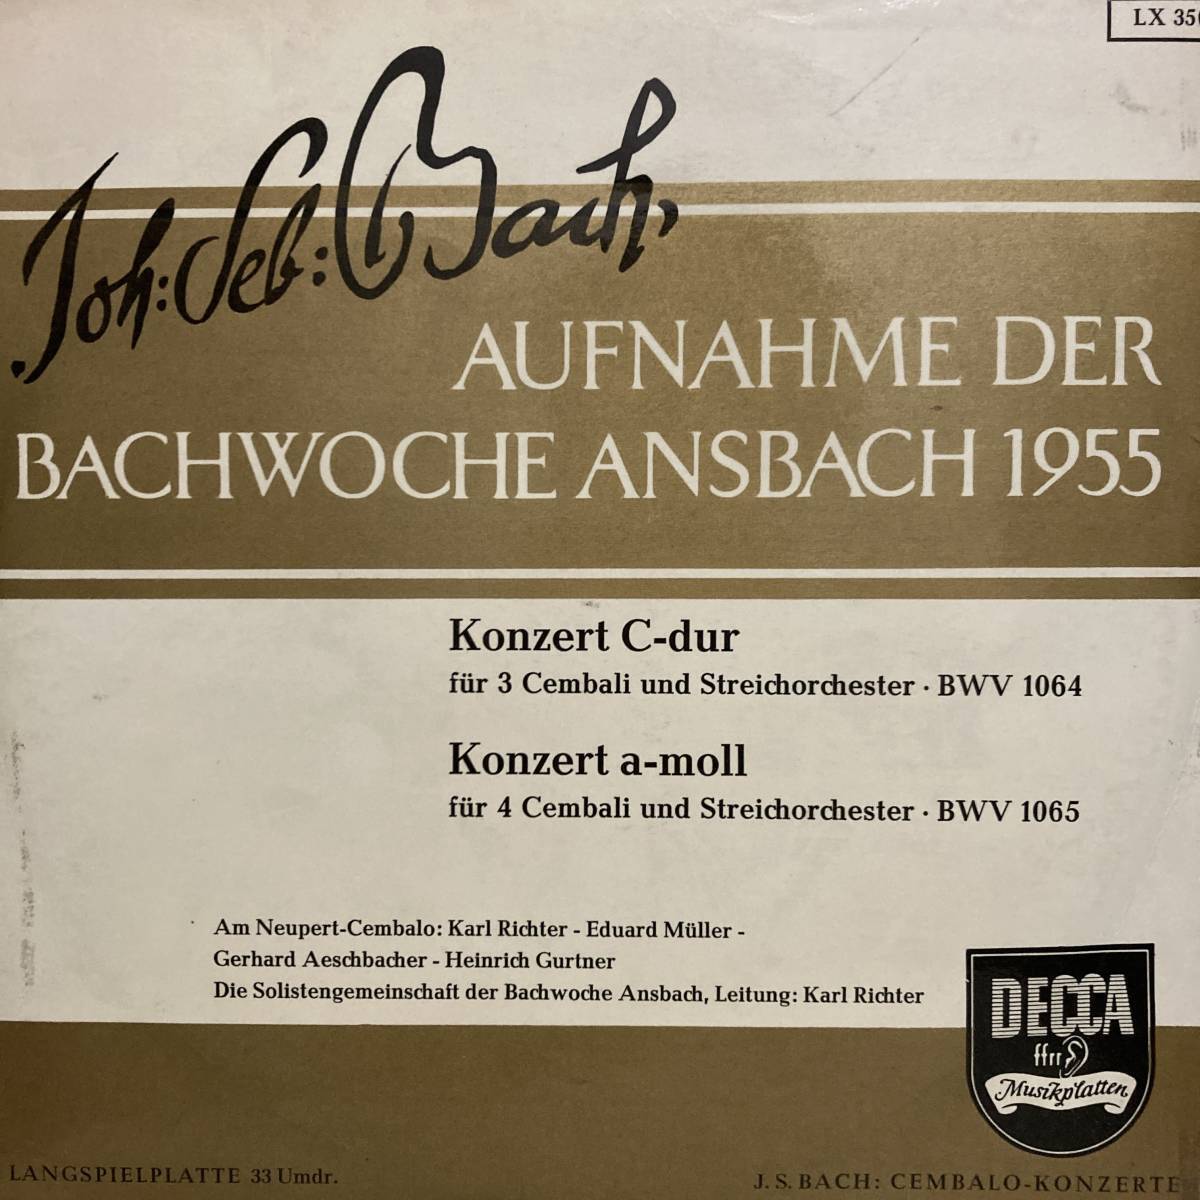 LX 35
Joh: Seb: Bach,
AUFNAHME DER
BACHWOCHE ANSBACH 1955
Konzert C-dur
für 3 Cembali und Streichorchester · BWV 1064
Konzert a-moll
für 4 Cembali und Streichorchester · BWV 1065
Am Neupert-Cembalo: Karl Richter - Eduard Müller -
Gerhard Aeschbacher - Heinrich Gurtner
Die Solistengemeinschaft der Bachwoche Ansbach, Leitung: Karl Richter
DECCA
ffrr
Musikplatten
LANGSPIELPLATTE 33 Umdr.
J. S. BACH: CEMBALO-KONZERTE